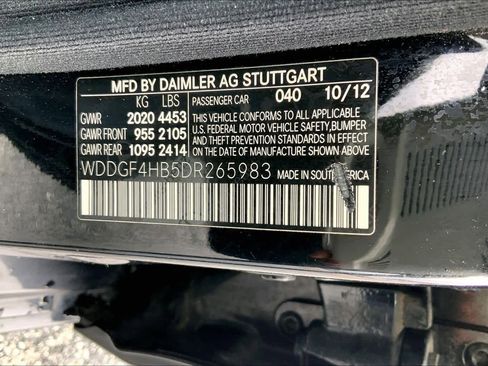 MFD BY DAIMLER AG STUTTGART
KG LBS PASSENGER CAR 040 10/12
GVWR 2020 4453 THIS VEHICLE CONFORMS TO ALL APPLICABLE
GAWR FRONT 955 2105 U.S. FEDERAL MOTOR VEHICLE SAFETY, BUMPER
GAWR REAR 1095 2414 AND THEFT PREVENTION STANDARDS IN EFFECT ON THE DATE OF MANUFACTURE SHOWN ABOVE
WDDGF4HB5DR265983 MADE IN SOUTH AFRICA